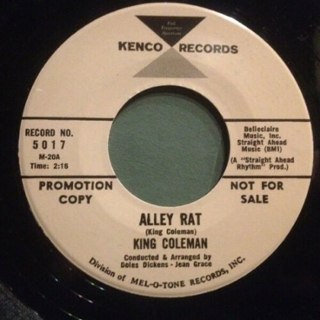 KENCO RECORDS
RECORD NO.
5017
M-20A
Time: 2:16
Belleclaire
Music, Inc.
Straight Ahead
Music (BMI)
(A "Straight Ahead
Rhythm" Prod.)
PROMOTION
COPY
NOT FOR
SALE
ALLEY RAT
(King Coleman)
KING COLEMAN
Conducted & Arranged by
Doles Dickens - Jean Grace
Division of MEL-O-TONE RECORDS, INC.